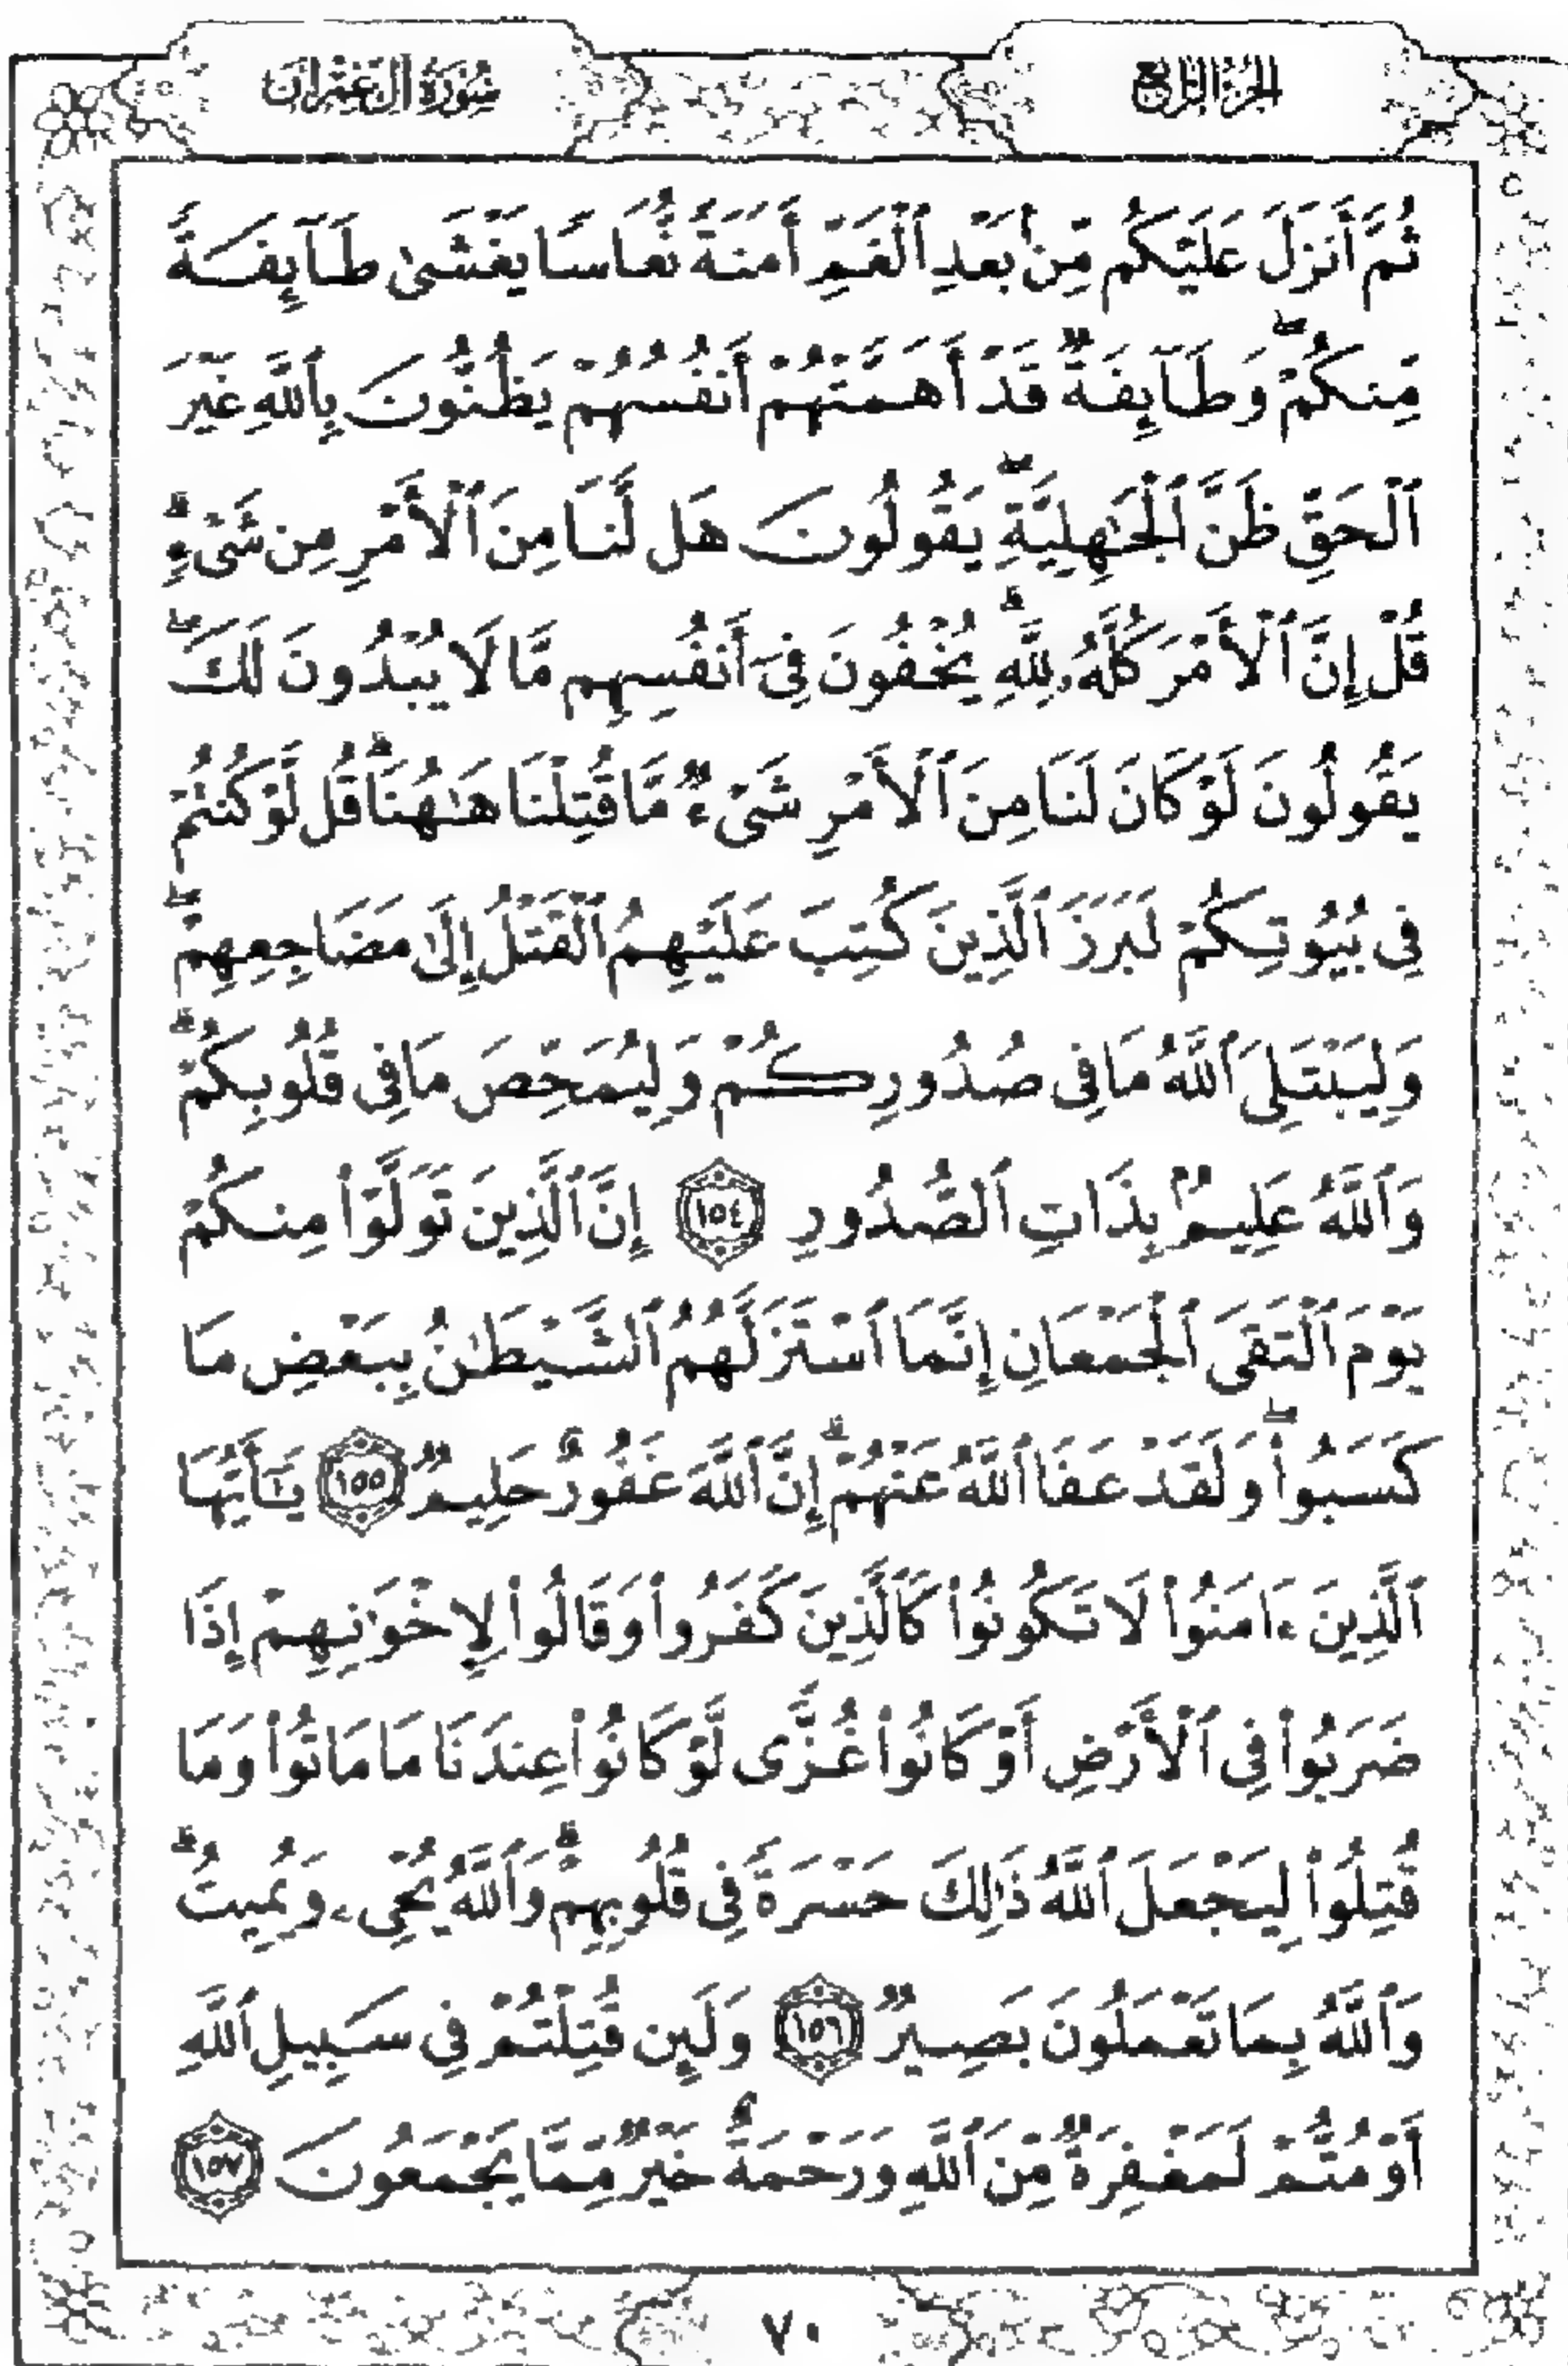 الجزء الرابع
سورة آل عمران
ثُمَّ أَنزَلَ عَلَيْكُم مِّنۢ بَعْدِ ٱلْغَمِّ أَمَنَةً نُّعَاسًا يَغْشَىٰ طَآئِفَةً
مِّنكُمْ ۖ وَطَآئِفَةٌ قَدْ أَهَمَّتْهُمْ أَنفُسُهُمْ يَظُنُّونَ بِٱللَّهِ غَيْرَ
ٱلْحَقِّ ظَنَّ ٱلْجَٰهِلِيَّةِ ۖ يَقُولُونَ هَل لَّنَا مِنَ ٱلْأَمْرِ مِن شَىْءٍ ۗ
قُلْ إِنَّ ٱلْأَمْرَ كُلَّهُۥ لِلَّهِ ۗ يُخْفُونَ فِىٓ أَنفُسِهِم مَّا لَا يُبْدُونَ لَكَ ۖ
يَقُولُونَ لَوْ كَانَ لَنَا مِنَ ٱلْأَمْرِ شَىْءٌ مَّا قُتِلْنَا هَٰهُنَا ۗ قُل لَّوْ كُنتُمْ
فِى بُيُوتِكُمْ لَبَرَزَ ٱلَّذِينَ كُتِبَ عَلَيْهِمُ ٱلْقَتْلُ إِلَىٰ مَضَاجِعِهِمْ ۖ
وَلِيَبْتَلِىَ ٱللَّهُ مَا فِى صُدُورِكُمْ وَلِيُمَحِّصَ مَا فِى قُلُوبِكُمْ ۗ
وَٱللَّهُ عَلِيمٌۢ بِذَاتِ ٱلصُّدُورِ ١٥٤ إِنَّ ٱلَّذِينَ تَوَلَّوْا۟ مِنكُمْ
يَوْمَ ٱلْتَقَى ٱلْجَمْعَانِ إِنَّمَا ٱسْتَزَلَّهُمُ ٱلشَّيْطَٰنُ بِبَعْضِ مَا
كَسَبُوا۟ ۖ وَلَقَدْ عَفَا ٱللَّهُ عَنْهُمْ ۗ إِنَّ ٱللَّهَ غَفُورٌ حَلِيمٌ ١٥٥ يَٰٓأَيُّهَا
ٱلَّذِينَ ءَامَنُوا۟ لَا تَكُونُوا۟ كَٱلَّذِينَ كَفَرُوا۟ وَقَالُوا۟ لِإِخْوَٰنِهِمْ إِذَا
ضَرَبُوا۟ فِى ٱلْأَرْضِ أَوْ كَانُوا۟ غُزًّى لَّوْ كَانُوا۟ عِندَنَا مَا مَاتُوا۟ وَمَا
قُتِلُوا۟ لِيَجْعَلَ ٱللَّهُ ذَٰلِكَ حَسْرَةً فِى قُلُوبِهِمْ ۗ وَٱللَّهُ يُحْىِۦ وَيُمِيتُ ۗ
وَٱللَّهُ بِمَا تَعْمَلُونَ بَصِيرٌ ١٥٦ وَلَئِن قُتِلْتُمْ فِى سَبِيلِ ٱللَّهِ
أَوْ مُتُّمْ لَمَغْفِرَةٌ مِّنَ ٱللَّهِ وَرَحْمَةٌ خَيْرٌ مِّمَّا يَجْمَعُونَ ١٥٧
٧٠